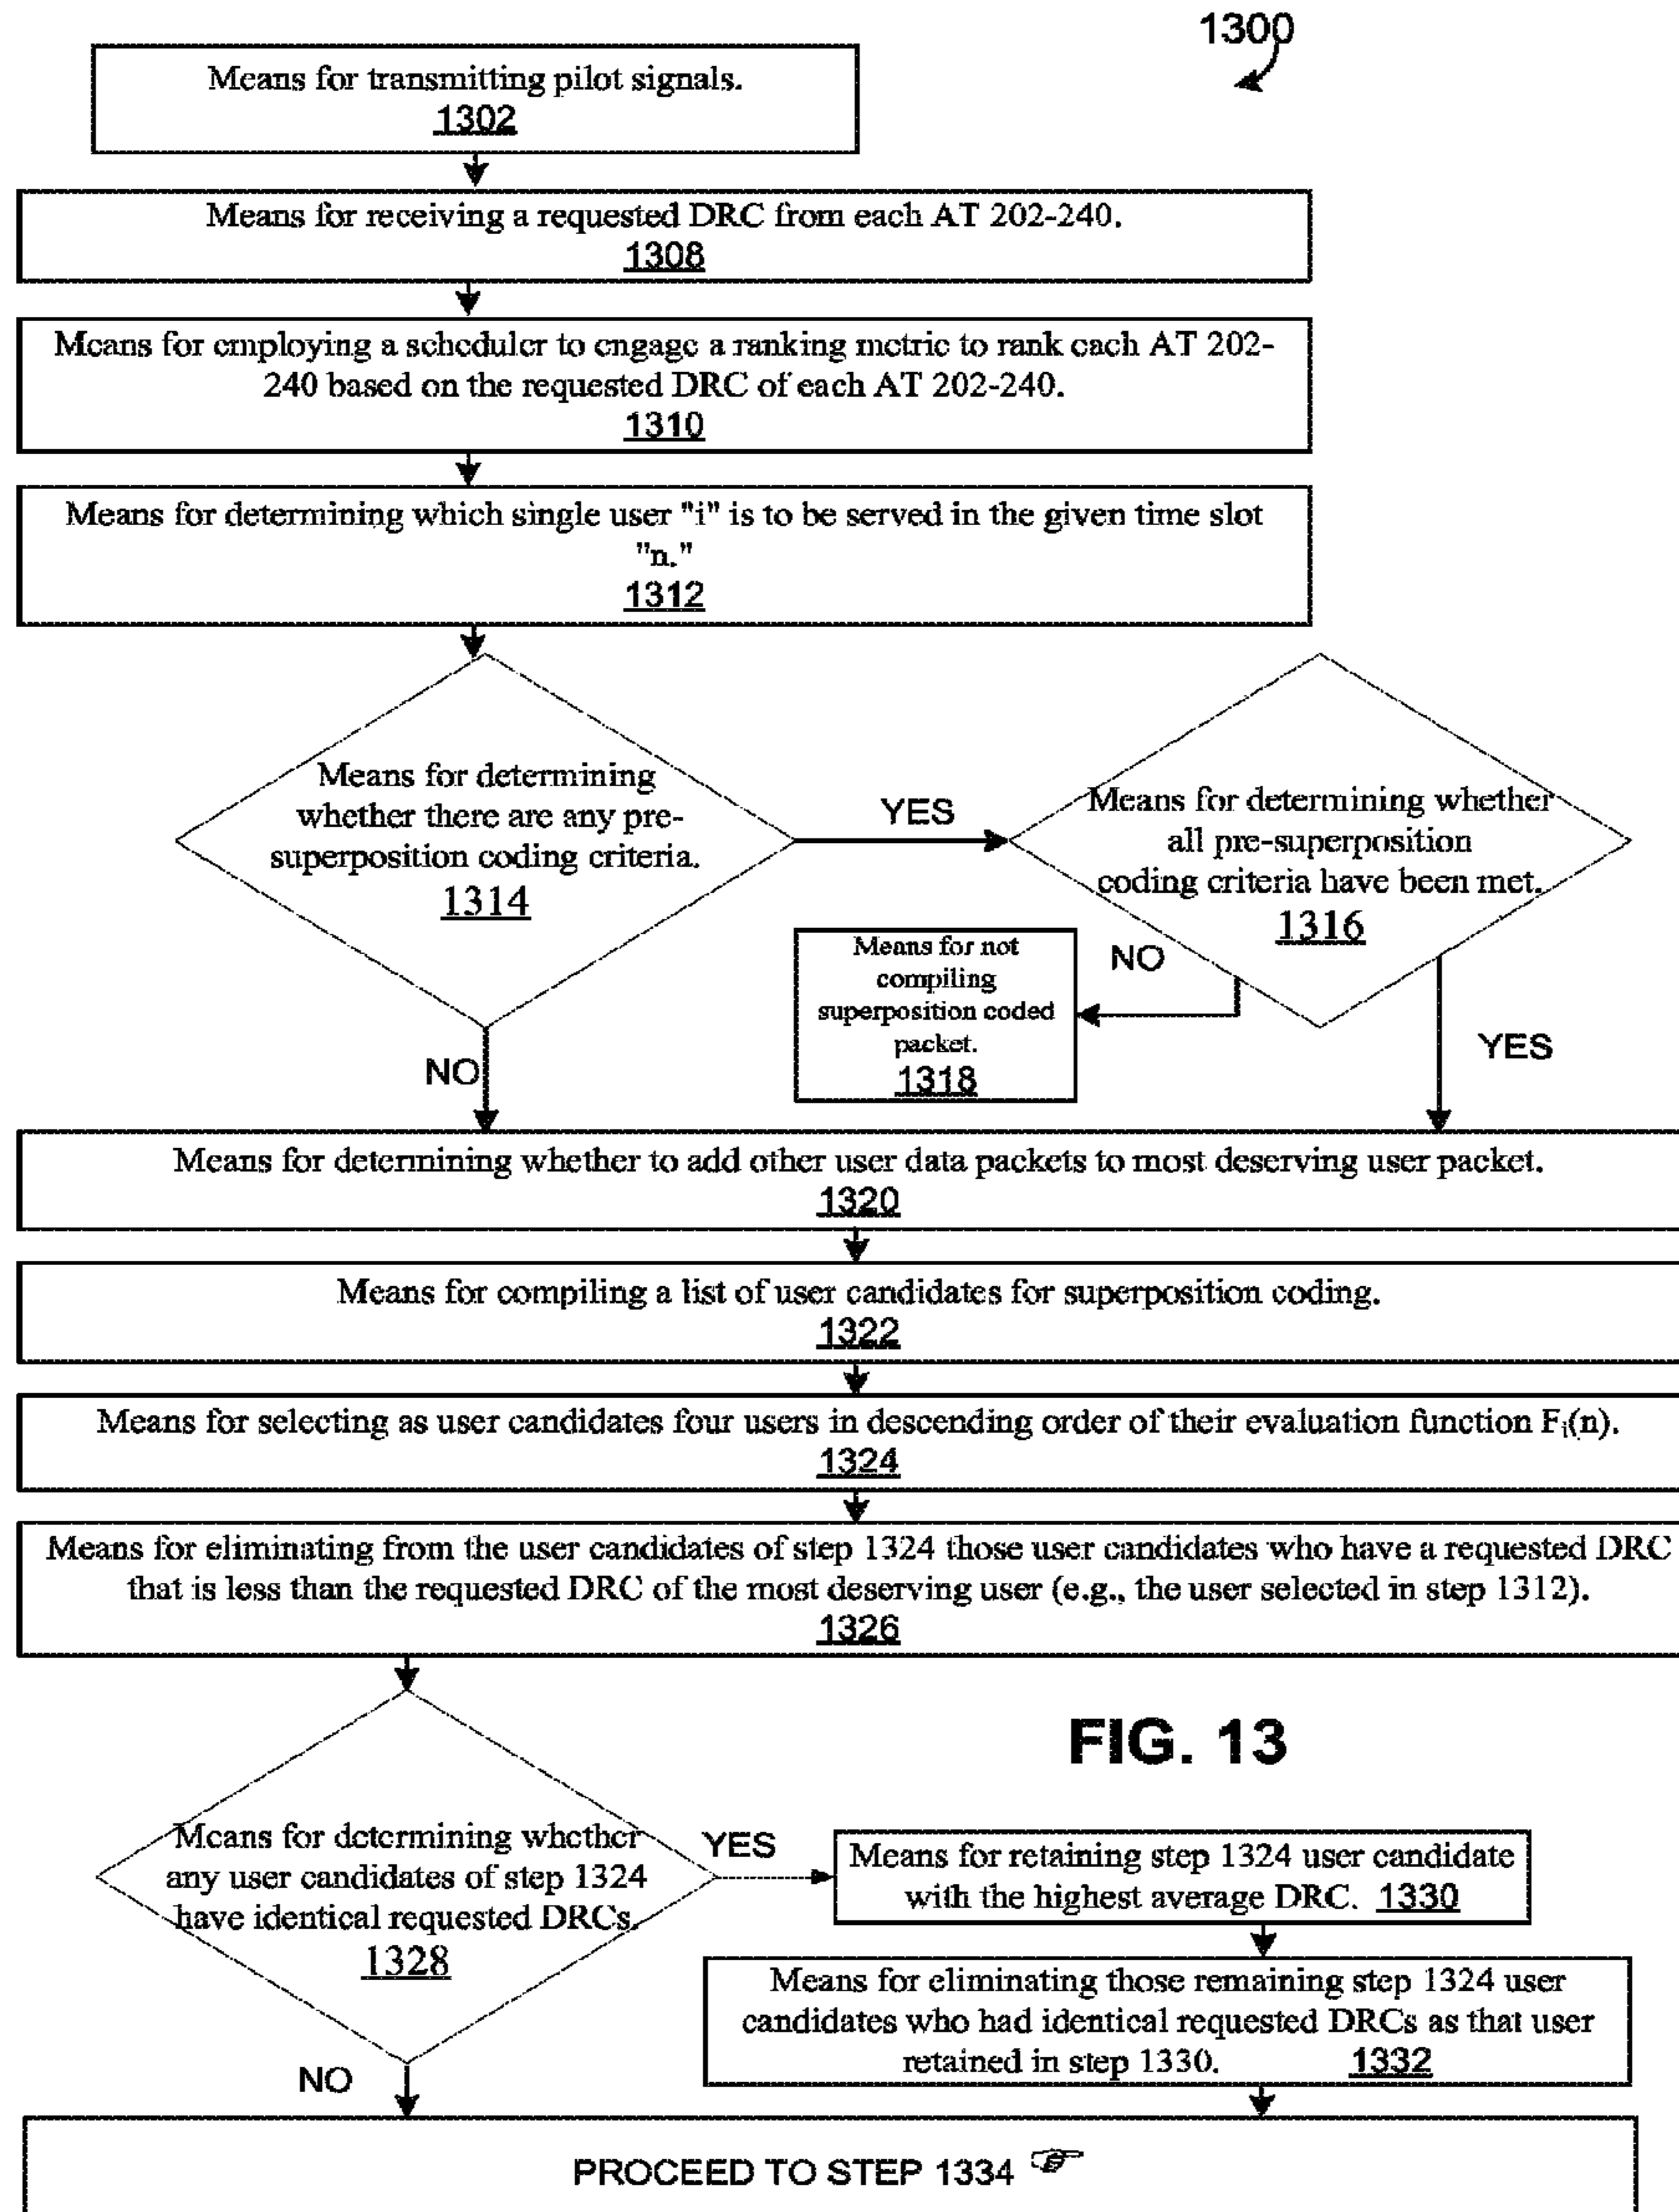 1300
Means for transmitting pilot signals.
1302
Means for receiving a requested DRC from each AT 202-240.
1308
Means for employing a scheduler to engage a ranking metric to rank each AT 202-
240 based on the requested DRC of each AT 202-240.
1310
Means for determining which single user "i" is to be served in the given time slot
"n."
1312
Means for determining
whether there are any pre-
superposition coding criteria.
1314
YES
Means for determining whether
all pre-superposition
coding criteria have been met.
1316
NO
Means for not
compiling
superposition coded
packet.
1318
NO
YES
Means for determining whether to add other user data packets to most deserving user packet.
1320
Means for compiling a list of user candidates for superposition coding.
1322
Means for selecting as user candidates four users in descending order of their evaluation function Fi(n).
1324
Means for eliminating from the user candidates of step 1324 those user candidates who have a requested DRC
that is less than the requested DRC of the most deserving user (e.g., the user selected in step 1312).
1326
FIG. 13
Means for determining whether
any user candidates of step 1324
have identical requested DRCs.
1328
YES
Means for retaining step 1324 user candidate
with the highest average DRC. 1330
Means for eliminating those remaining step 1324 user
candidates who had identical requested DRCs as that user
retained in step 1330. 1332
NO
PROCEED TO STEP 1334 ☞